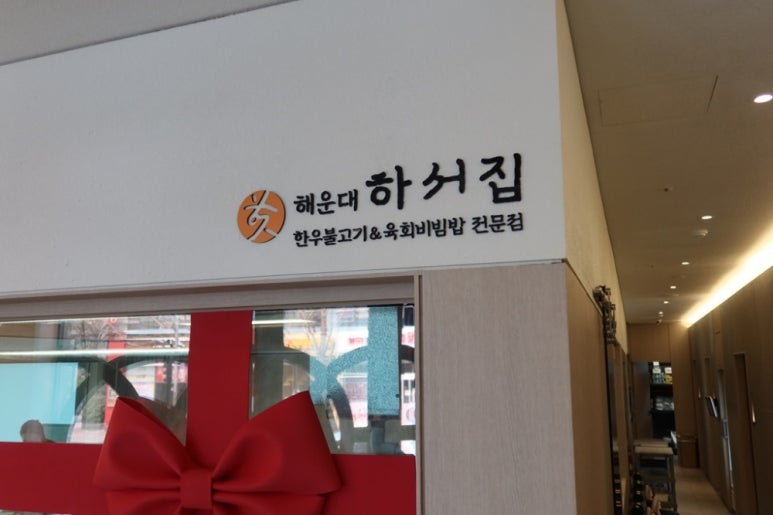 해운대 하서집
한우불고기&육회비빔밥 전문점